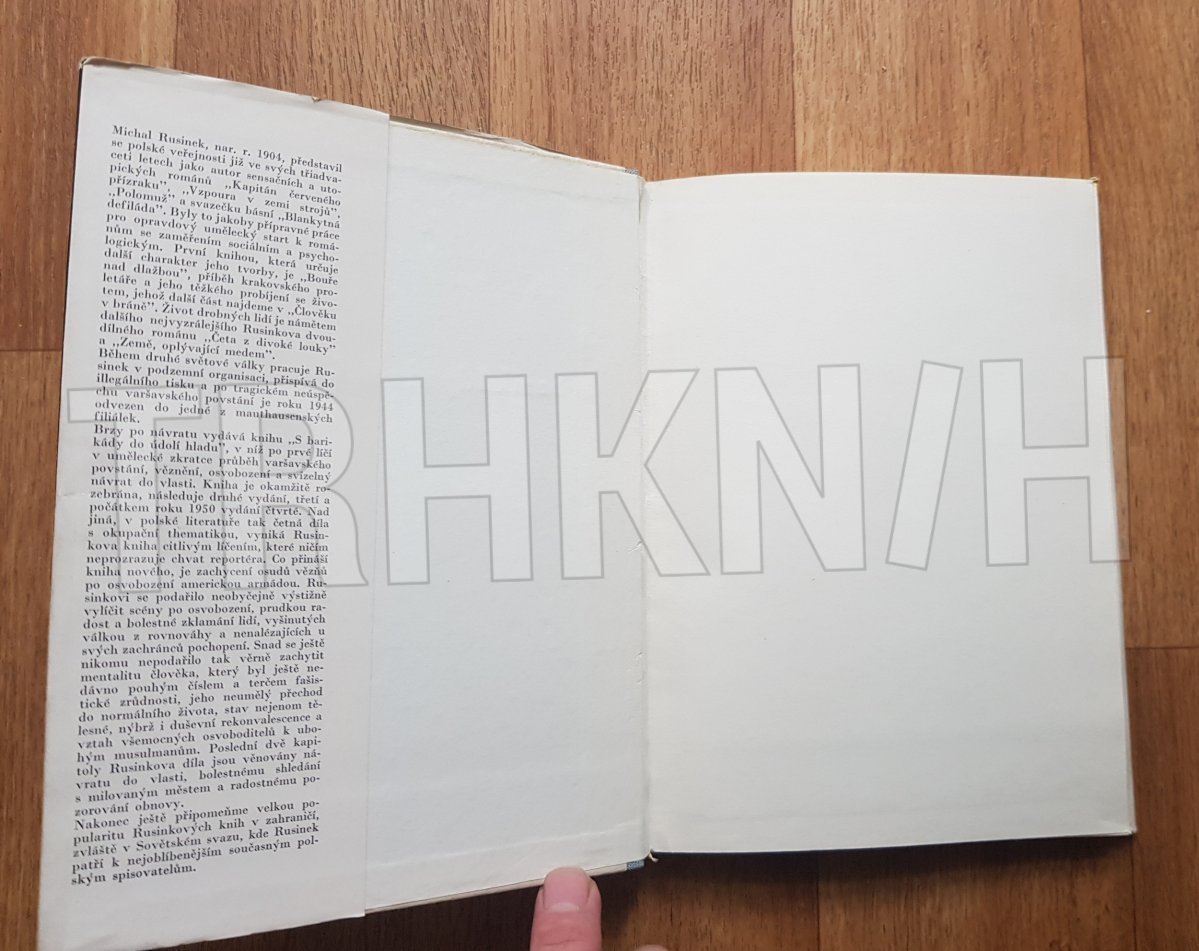 Michal Rusinek, nar. r. 1904, představil
se polské veřejnosti již ve svých třiadva-
ceti letech jako autor sensačních a uto-
pických románů „Kapitán červeného
přízraku", „Vzpoura v zemi strojů",
„Polomuž" a svazečku básní „Blankytná
defiláda". Byly to jakoby přípravné práce
pro opravdový umělecký start k romá-
nům se zaměřením sociálním a psycho-
logickým. První knihou, která určuje
další charakter jeho tvorby, je „Bouře
nad dlažbou", příběh krakovského pro-
letáře a jeho těžkého probíjení se živo-
tem, jehož další část najdeme v „Člověku
v bráně". Život drobných lidí je námětem
dalšího nejvyzrálejšího Rusinkova dvou-
dílného románu „Četa z divoké louky"
a „Země, oplývající medem".
Během druhé světové války pracuje Ru-
sinek v podzemní organisaci, přispívá do
illegálního tisku a po tragickém neúspě-
chu varšavského povstání je roku 1944
odvezen do jedné z mauthausenských
filiálek.
Brzy po návratu vydává knihu „S bari-
kády do údolí hladu", v níž po prvé líčí
v umělecké zkratce průběh varšavského
povstání, věznění, osvobození a svízelný
návrat do vlasti. Kniha je okamžitě ro-
zebrána, následuje druhé vydání, třetí a
počátkem roku 1950 vydání čtvrté. Nad
jiná, v polské literatuře tak četná díla
s okupační thematikou, vyniká Rusin-
kova kniha citlivým líčením, které ničím
neprozrazuje chvat reportéra. Co přináší
kniha nového, je zachycení osudů vězňů
po osvobození americkou armádou. Ru-
sinkovi se podařilo neobyčejně výstižně
vylíčit scény po osvobození, prudkou ra-
dost a bolestné zklamání lidí, vyšinutých
válkou z rovnováhy a nenalézajících u
svých zachránců pochopení. Snad se ještě
nikomu nepodařilo tak věrně zachytit
mentalitu člověka, který byl ještě ne-
dávno pouhým číslem a terčem fašis-
tické zrůdnosti, jeho neumělý přechod
do normálního života, stav nejenom tě-
lesné, nýbrž i duševní rekonvalescence a
vztah všemocných osvoboditelů k ubo-
hým musulmanům. Poslední dvě kapi-
toly Rusinkova díla jsou věnovány ná-
vratu do vlasti, bolestnému shledání
s milovaným městem a radostnému po-
zorování obnovy.
Nakonec ještě připomeňme velkou po-
pularitu Rusinkových knih v zahraničí,
zvláště v Sovětském svazu, kde Rusinek
patří k nejoblíbenějším současným pol-
ským spisovatelům.
TRHKN/H